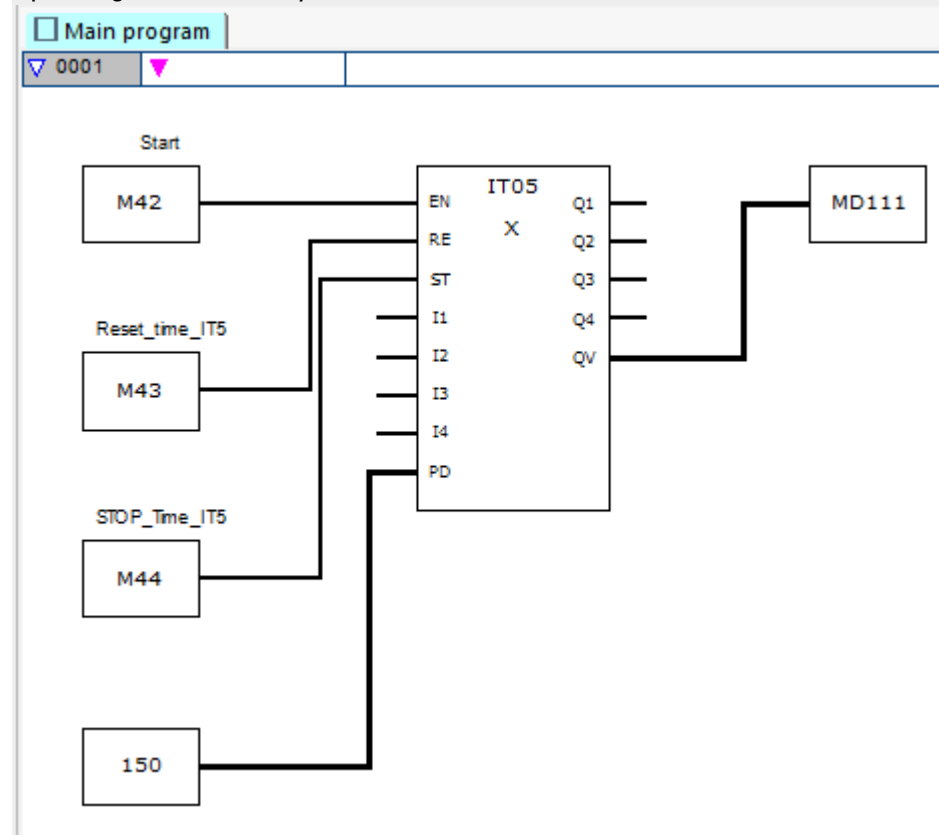 Main program
0001
Start
M42
Reset_time_IT5
M43
STOP_Time_IT5
M44
150
IT05
X
EN
RE
ST
I1
I2
I3
I4
PD
Q1
Q2
Q3
Q4
QV
MD111